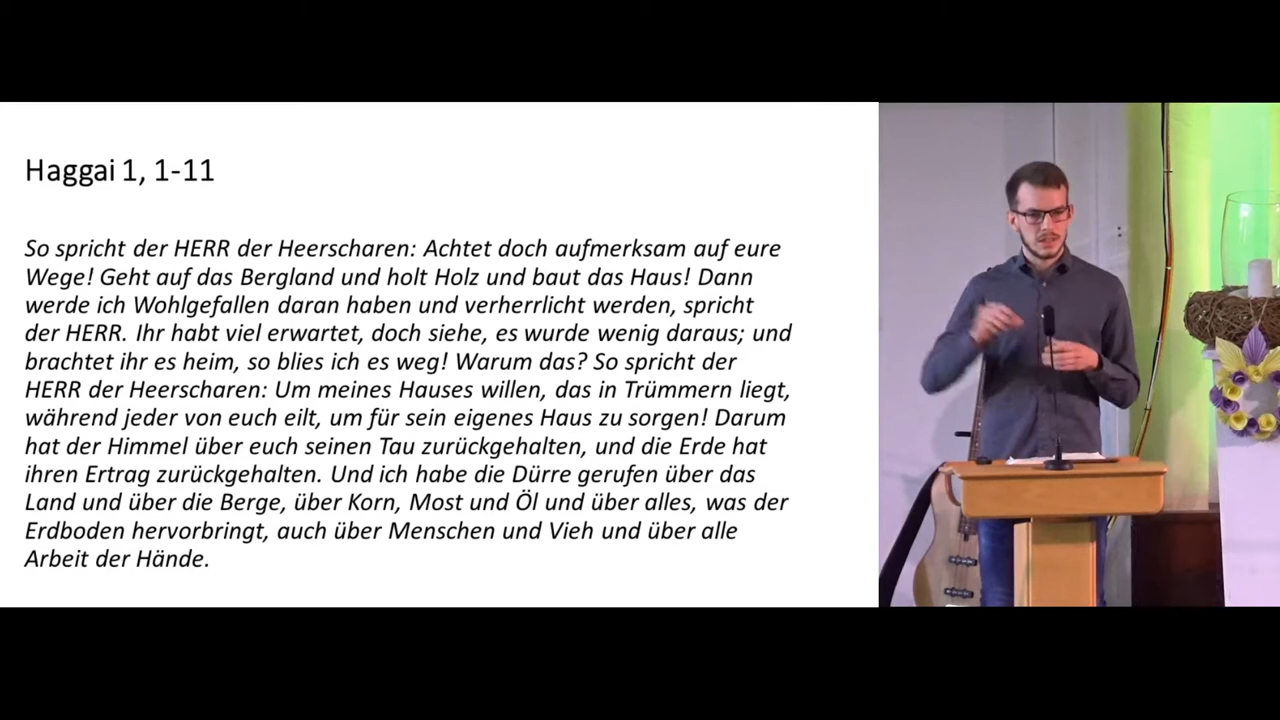 Haggai 1, 1-11
So spricht der HERR der Heerscharen: Achtet doch aufmerksam auf eure
Wege! Geht auf das Bergland und holt Holz und baut das Haus! Dann
werde ich Wohlgefallen daran haben und verherrlicht werden, spricht
der HERR. Ihr habt viel erwartet, doch siehe, es wurde wenig daraus; und
brachtet ihr es heim, so blies ich es weg! Warum das? So spricht der
HERR der Heerscharen: Um meines Hauses willen, das in Trümmern liegt,
während jeder von euch eilt, um für sein eigenes Haus zu sorgen! Darum
hat der Himmel über euch seinen Tau zurückgehalten, und die Erde hat
ihren Ertrag zurückgehalten. Und ich habe die Dürre gerufen über das
Land und über die Berge, über Korn, Most und Öl und über alles, was der
Erdboden hervorbringt, auch über Menschen und Vieh und über alle
Arbeit der Hände.